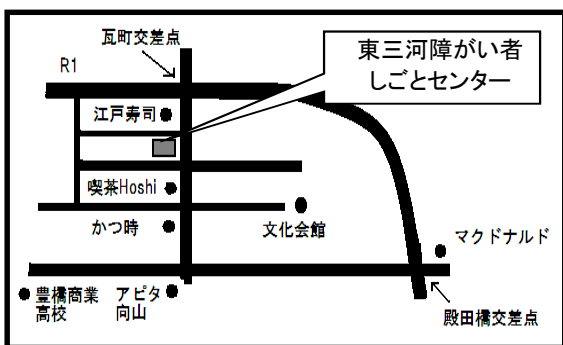 瓦町交差点
R1
東三河障がい者
しごとセンター
江戸寿司
喫茶Hoshi
かつ時
文化会館
マクドナルド
豊橋商業
高校
アピタ
向山
殿田橋交差点